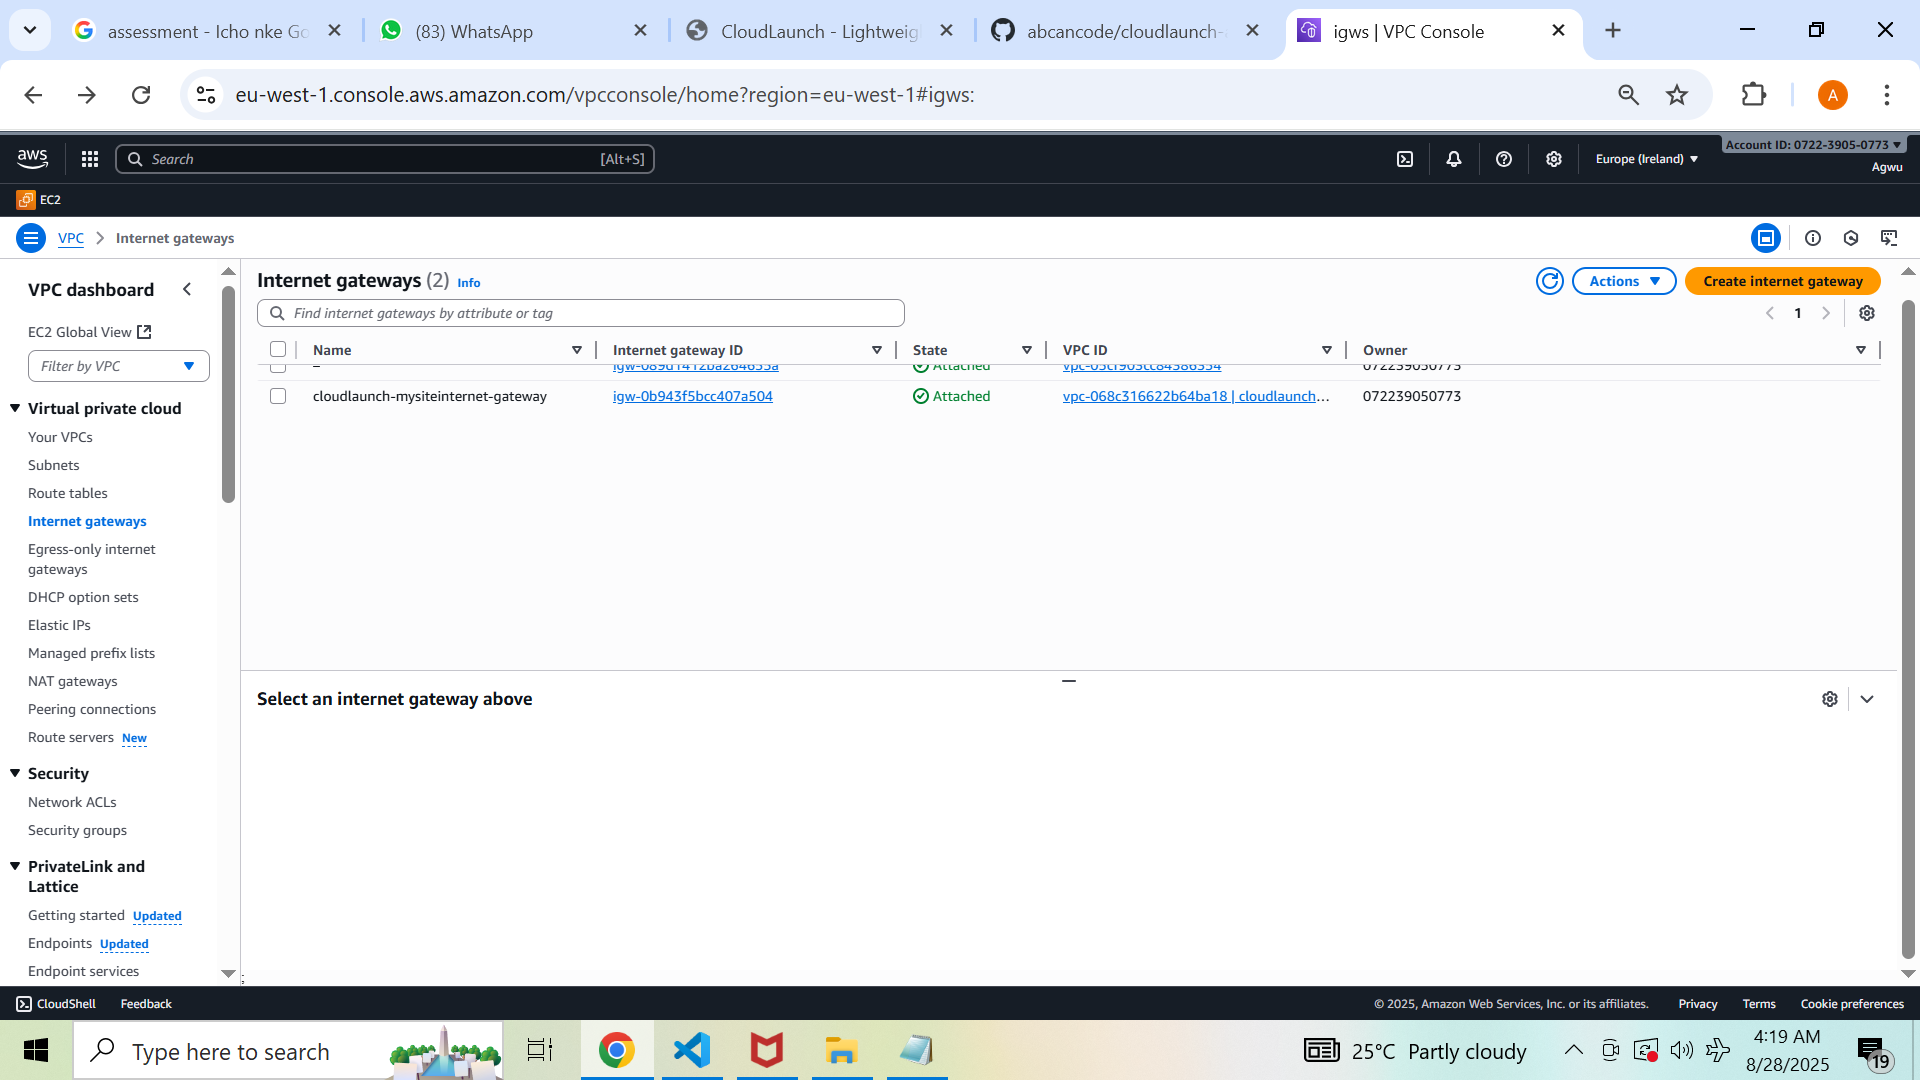 assessment - Icho nke Go
(83) WhatsApp
CloudLaunch - Lightweigh
abcancode/cloudlaunch-
igws | VPC Console
eu-west-1.console.aws.amazon.com/vpcconsole/home?region=eu-west-1#igws:
A
aws
Search
[Alt+S]
Europe (Ireland)
Account ID: 0722-3905-0773
Agwu
EC2
VPC
Internet gateways
VPC dashboard
EC2 Global View
Filter by VPC
Virtual private cloud
Your VPCs
Subnets
Route tables
Internet gateways
Egress-only internet
gateways
DHCP option sets
Elastic IPs
Managed prefix lists
NAT gateways
Peering connections
Route servers New
Security
Network ACLs
Security groups
PrivateLink and
Lattice
Getting started Updated
Endpoints Updated
Endpoint services
Internet gateways (2) Info
Actions
Create internet gateway
Find internet gateways by attribute or tag
1
Name Internet gateway ID State VPC ID Owner
– Attached 072239050773
cloudlaunch-mysiteinternet-gateway igw-0b943f5bcc407a504 Attached vpc-068c316622b64ba18 | cloudlaunch... 072239050773
Select an internet gateway above
CloudShell
Feedback
© 2025, Amazon Web Services, Inc. or its affiliates.
Privacy
Terms
Cookie preferences
Type here to search
25°C Partly cloudy
4:19 AM
8/28/2025
19